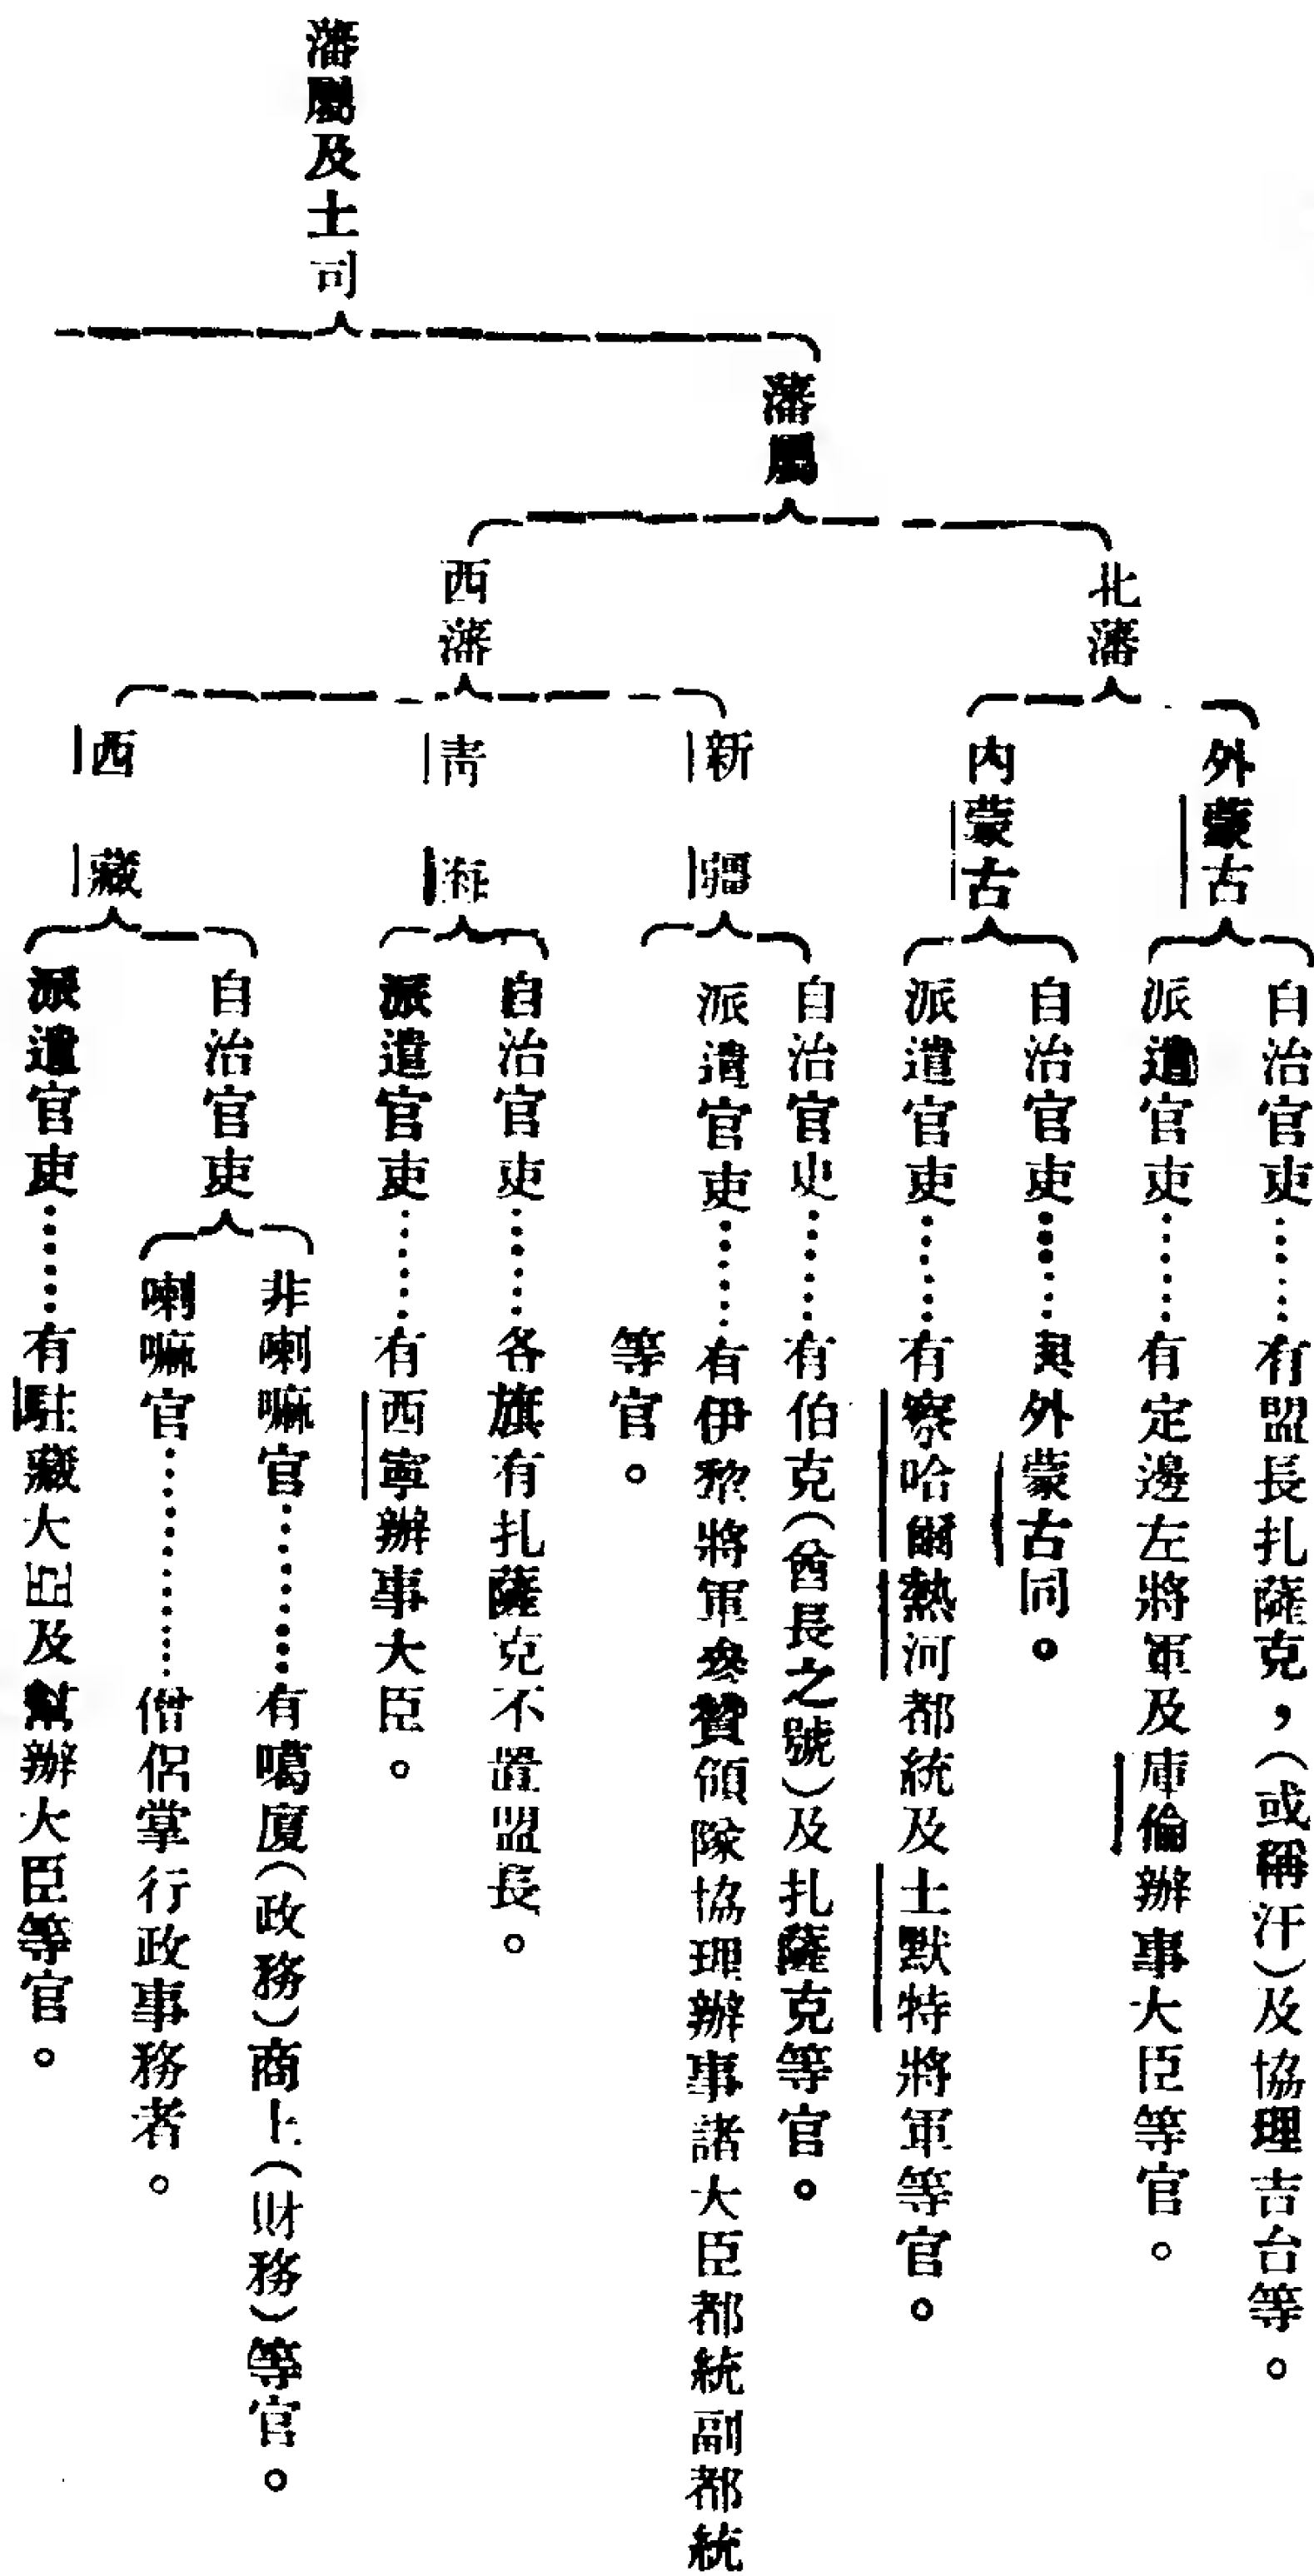 藩屬及土司
藩屬
北藩
外蒙古
自治官吏……有盟長扎薩克，（或稱汗）及協理吉台等。
派遣官吏……有定邊左將軍及庫倫辦事大臣等官。
內蒙古
自治官吏……與外蒙古同。
派遣官吏……有察哈爾熱河都統及土默特將軍等官。
西藩
新疆
自治官吏……有伯克（酋長之號）及扎薩克等官。
派遣官吏……有伊犂將軍參贊領隊協理辦事諸大臣都統副都統
等官。
青海
自治官吏……各旗有扎薩克不置盟長。
派遣官吏……有西寧辦事大臣。
西藏
自治官吏
非喇嘛官……有噶廈（政務）商上（財務）等官。
喇嘛官……僧侶掌行政事務者。
派遣官吏……有駐藏大臣及幫辦大臣等官。